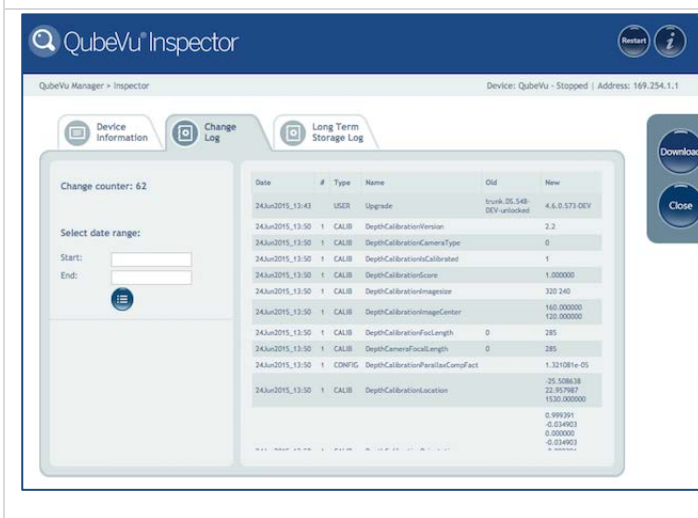 QubeVu® Inspector
Restart
i
QubeVu Manager > Inspector
Device: QubeVu - Stopped | Address: 169.254.1.1
Device Information
Change Log
Long Term Storage Log
Download
Close
Change counter: 62
Select date range:
Start:
End:
Date # Type Name Old New
24Jun2015_13:43 USER Upgrade trunk.DS.548-DEV-unlocked 4.6.0.573-DEV
24Jun2015_13:50 1 CALIB DepthCalibrationVersion 2.2
24Jun2015_13:50 1 CALIB DepthCalibrationCameraType 0
24Jun2015_13:50 1 CALIB DepthCalibrationIsCalibrated 1
24Jun2015_13:50 1 CALIB DepthCalibrationScore 1.000000
24Jun2015_13:50 1 CALIB DepthCalibrationImagesize 320 240
24Jun2015_13:50 1 CALIB DepthCalibrationImageCenter 160.000000 120.000000
24Jun2015_13:50 1 CALIB DepthCalibrationFocLength 0 285
24Jun2015_13:50 1 CALIB DepthCameraFocalLength 0 285
24Jun2015_13:50 1 CONFIG DepthCalibrationParallaxCompFact 1.321081e-05
24Jun2015_13:50 1 CALIB DepthCalibrationLocation -25.508638 22.957987 1530.000000
0.999391
-0.034903
0.000000
-0.034903